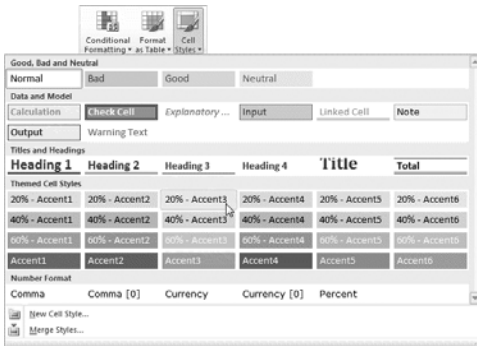 Conditional Format Cell
Formatting as Table Styles
Good, Bad and Neutral
Normal Bad Good Neutral
Data and Model
Calculation Check Cell Explanatory ... Input Linked Cell Note
Output Warning Text
Titles and Headings
Heading 1 Heading 2 Heading 3 Heading 4 Title Total
Themed Cell Styles
20% - Accent1 20% - Accent2 20% - Accent3 20% - Accent4 20% - Accent5 20% - Accent6
40% - Accent1 40% - Accent2 40% - Accent3 40% - Accent4 40% - Accent5 40% - Accent6
60% - Accent1 60% - Accent2 60% - Accent3 60% - Accent4 60% - Accent5 60% - Accent6
Accent1 Accent2 Accent3 Accent4 Accent5 Accent6
Number Format
Comma Comma [0] Currency Currency [0] Percent
New Cell Style...
Merge Styles...